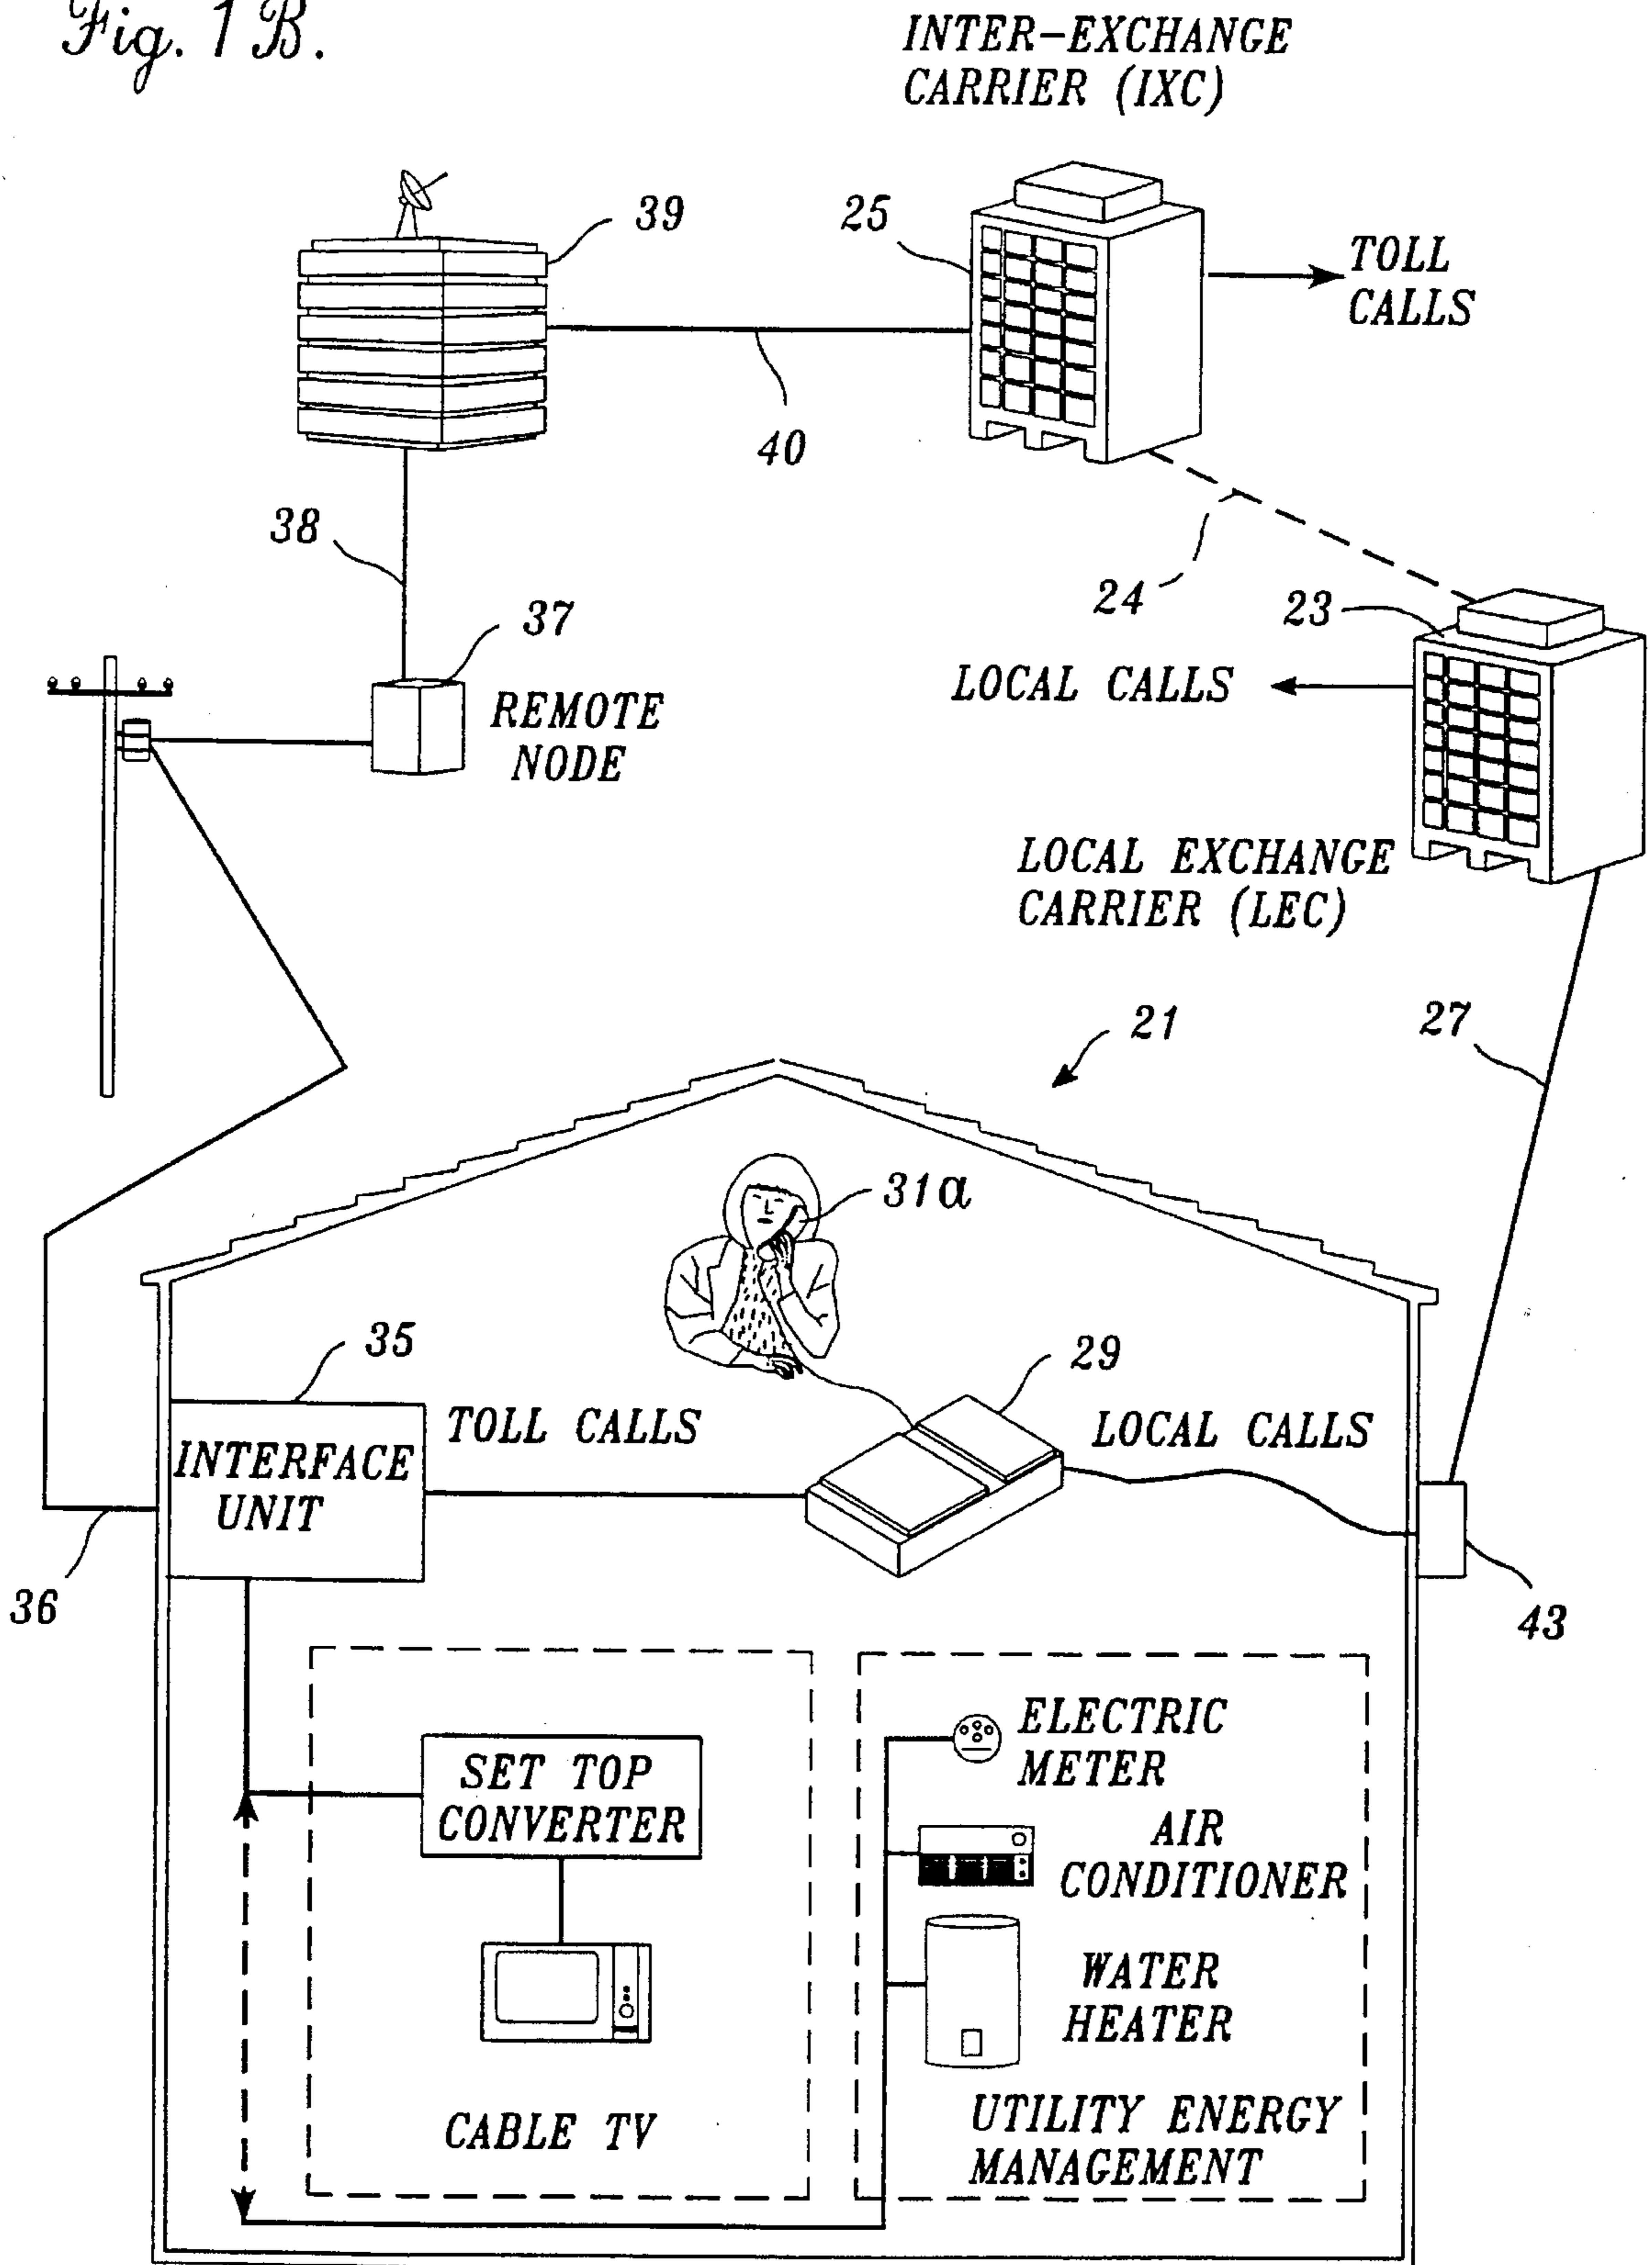 Fig. 1B.
INTER-EXCHANGE
CARRIER (IXC)
39
25
TOLL
CALLS
40
38
24
23
37
LOCAL CALLS
REMOTE
NODE
LOCAL EXCHANGE
CARRIER (LEC)
21
27
31a
35
29
TOLL CALLS
LOCAL CALLS
INTERFACE
UNIT
36
43
ELECTRIC
METER
SET TOP
CONVERTER
AIR
CONDITIONER
WATER
HEATER
CABLE TV
UTILITY ENERGY
MANAGEMENT